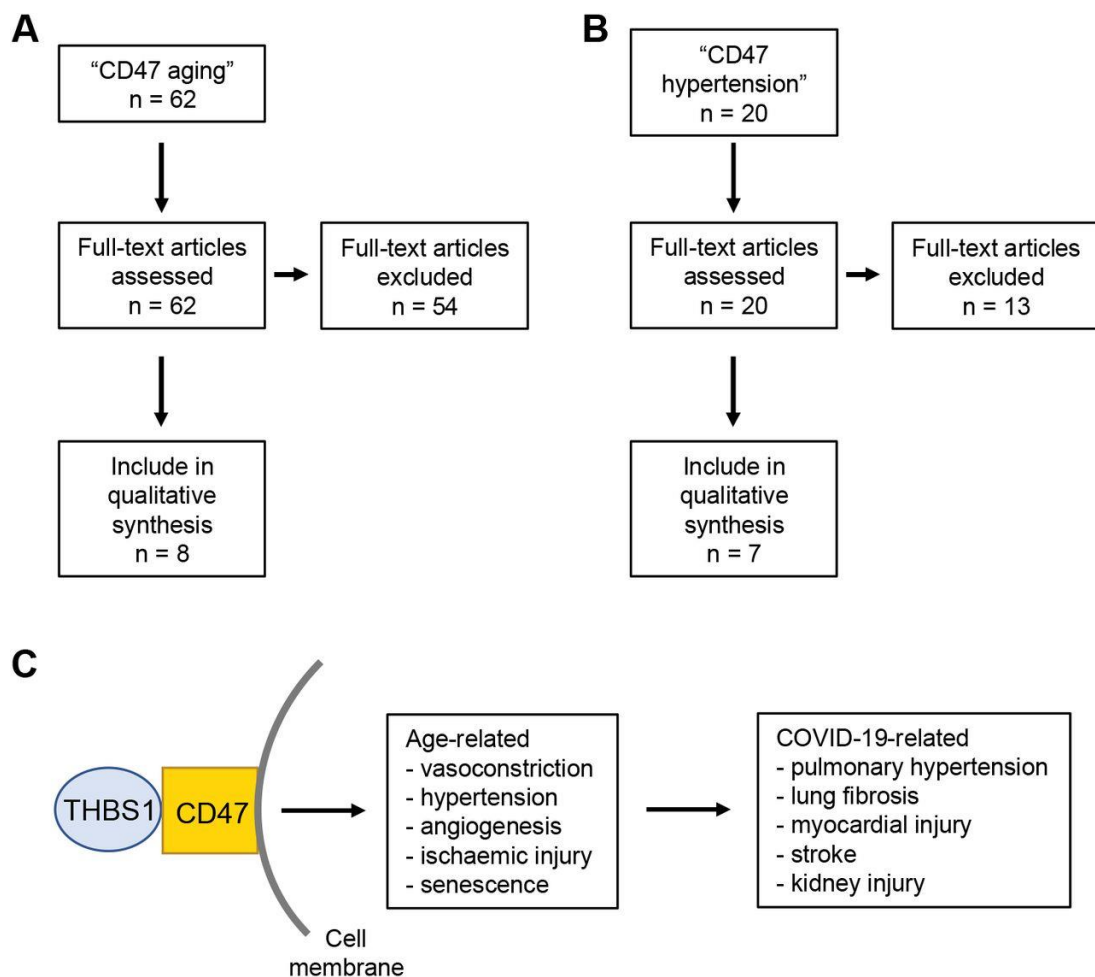 A
“CD47 aging”
n = 62
Full-text articles
assessed
n = 62
Full-text articles
excluded
n = 54
Include in
qualitative
synthesis
n = 8
B
“CD47
hypertension”
n = 20
Full-text articles
assessed
n = 20
Full-text articles
excluded
n = 13
Include in
qualitative
synthesis
n = 7
C
THBS1
CD47
Cell
membrane
Age-related
- vasoconstriction
- hypertension
- angiogenesis
- ischaemic injury
- senescence
COVID-19-related
- pulmonary hypertension
- lung fibrosis
- myocardial injury
- stroke
- kidney injury